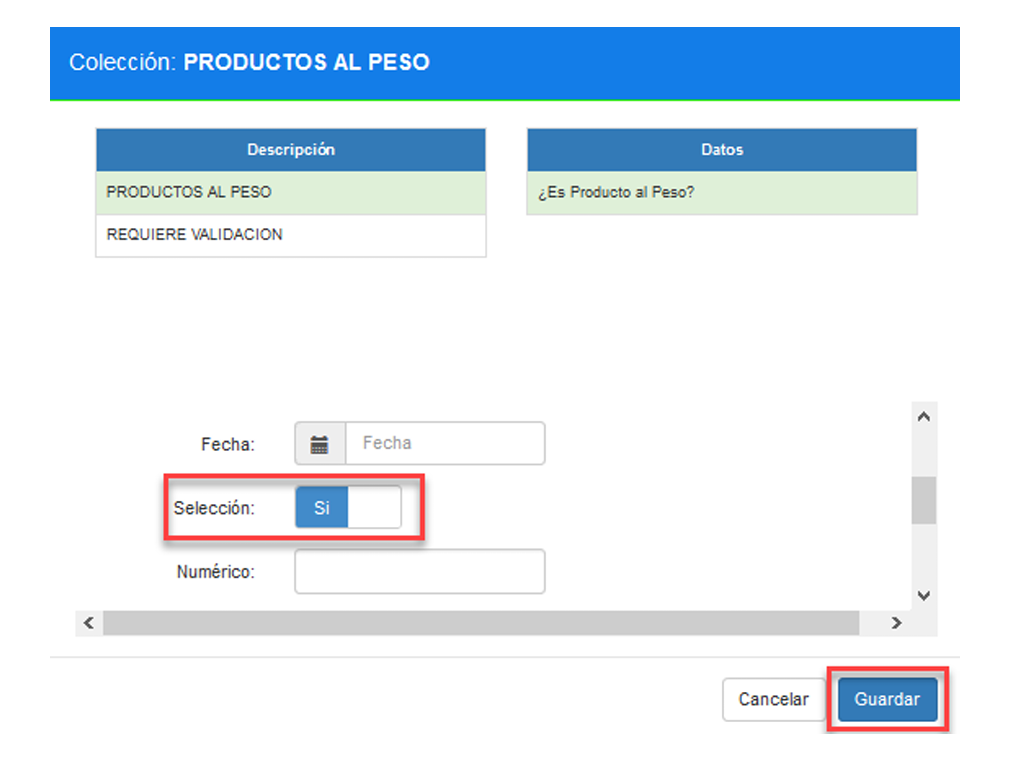 Colección: PRODUCTOS AL PESO
Descripción
PRODUCTOS AL PESO
REQUIERE VALIDACION
Datos
¿Es Producto al Peso?
Fecha: Fecha
Selección: Si
Numérico:
Cancelar Guardar